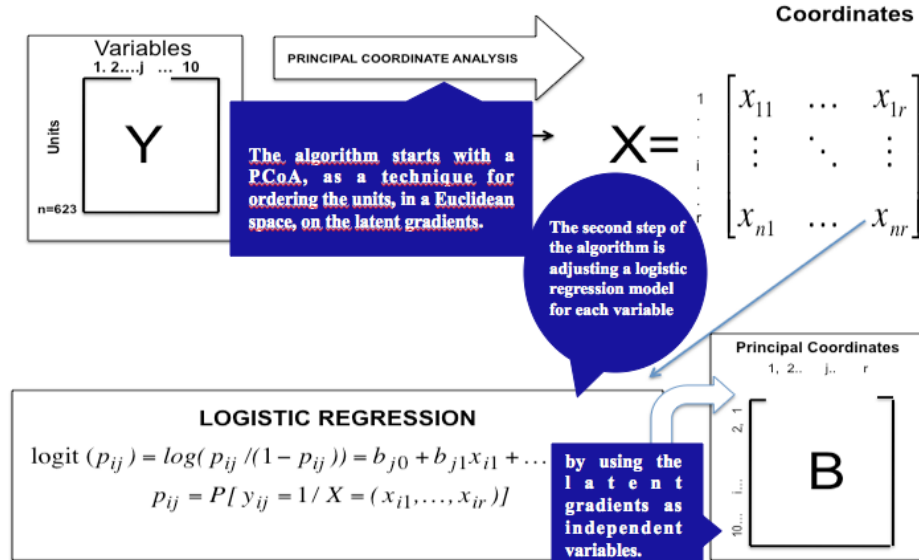 Coordinates
Variables
1. 2....j ... 10
Units
Y
n=623
PRINCIPAL COORDINATE ANALYSIS
The algorithm starts with a
PCoA, as a technique for
ordering the units, in a Euclidean
space, on the latent gradients.
X=
1
.
.
i
.
.
r
x11 ... x1r
⋮ ⋱ ⋮
xn1 ... xnr
The second step of
the algorithm is
adjusting a logistic
regression model
for each variable
Principal Coordinates
1, 2.. j.. r
2, 1
i...
10...
B
LOGISTIC REGRESSION
logit (pij) = log( pij /(1− pij)) = bj0 + bj1xi1 + ...
pij = P[ yij = 1/ X = (xi1,..., xir)]
by using the
latent
gradients as
independent
variables.